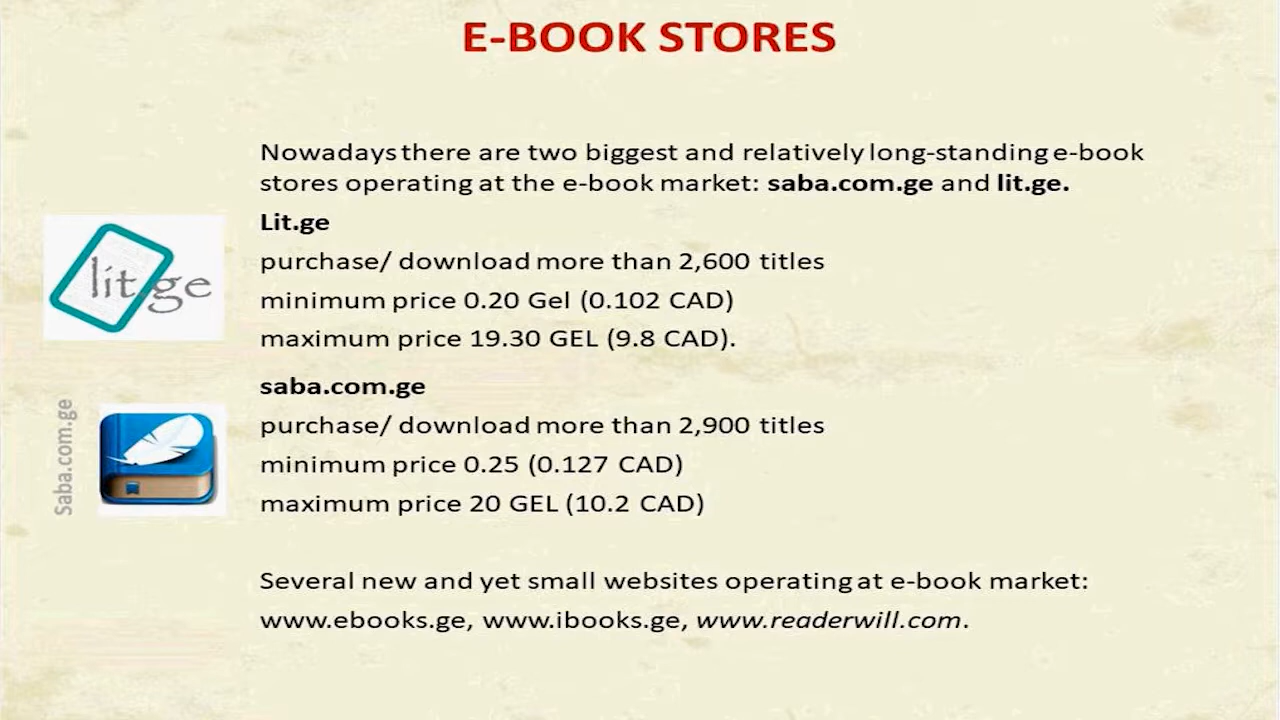 E-BOOK STORES
Nowadays there are two biggest and relatively long-standing e-book
stores operating at the e-book market: saba.com.ge and lit.ge.
Lit.ge
purchase/ download more than 2,600 titles
minimum price 0.20 Gel (0.102 CAD)
maximum price 19.30 GEL (9.8 CAD).
lit.ge
saba.com.ge
purchase/ download more than 2,900 titles
minimum price 0.25 (0.127 CAD)
maximum price 20 GEL (10.2 CAD)
Saba.com.ge
Several new and yet small websites operating at e-book market:
www.ebooks.ge, www.ibooks.ge, www.readerwill.com.